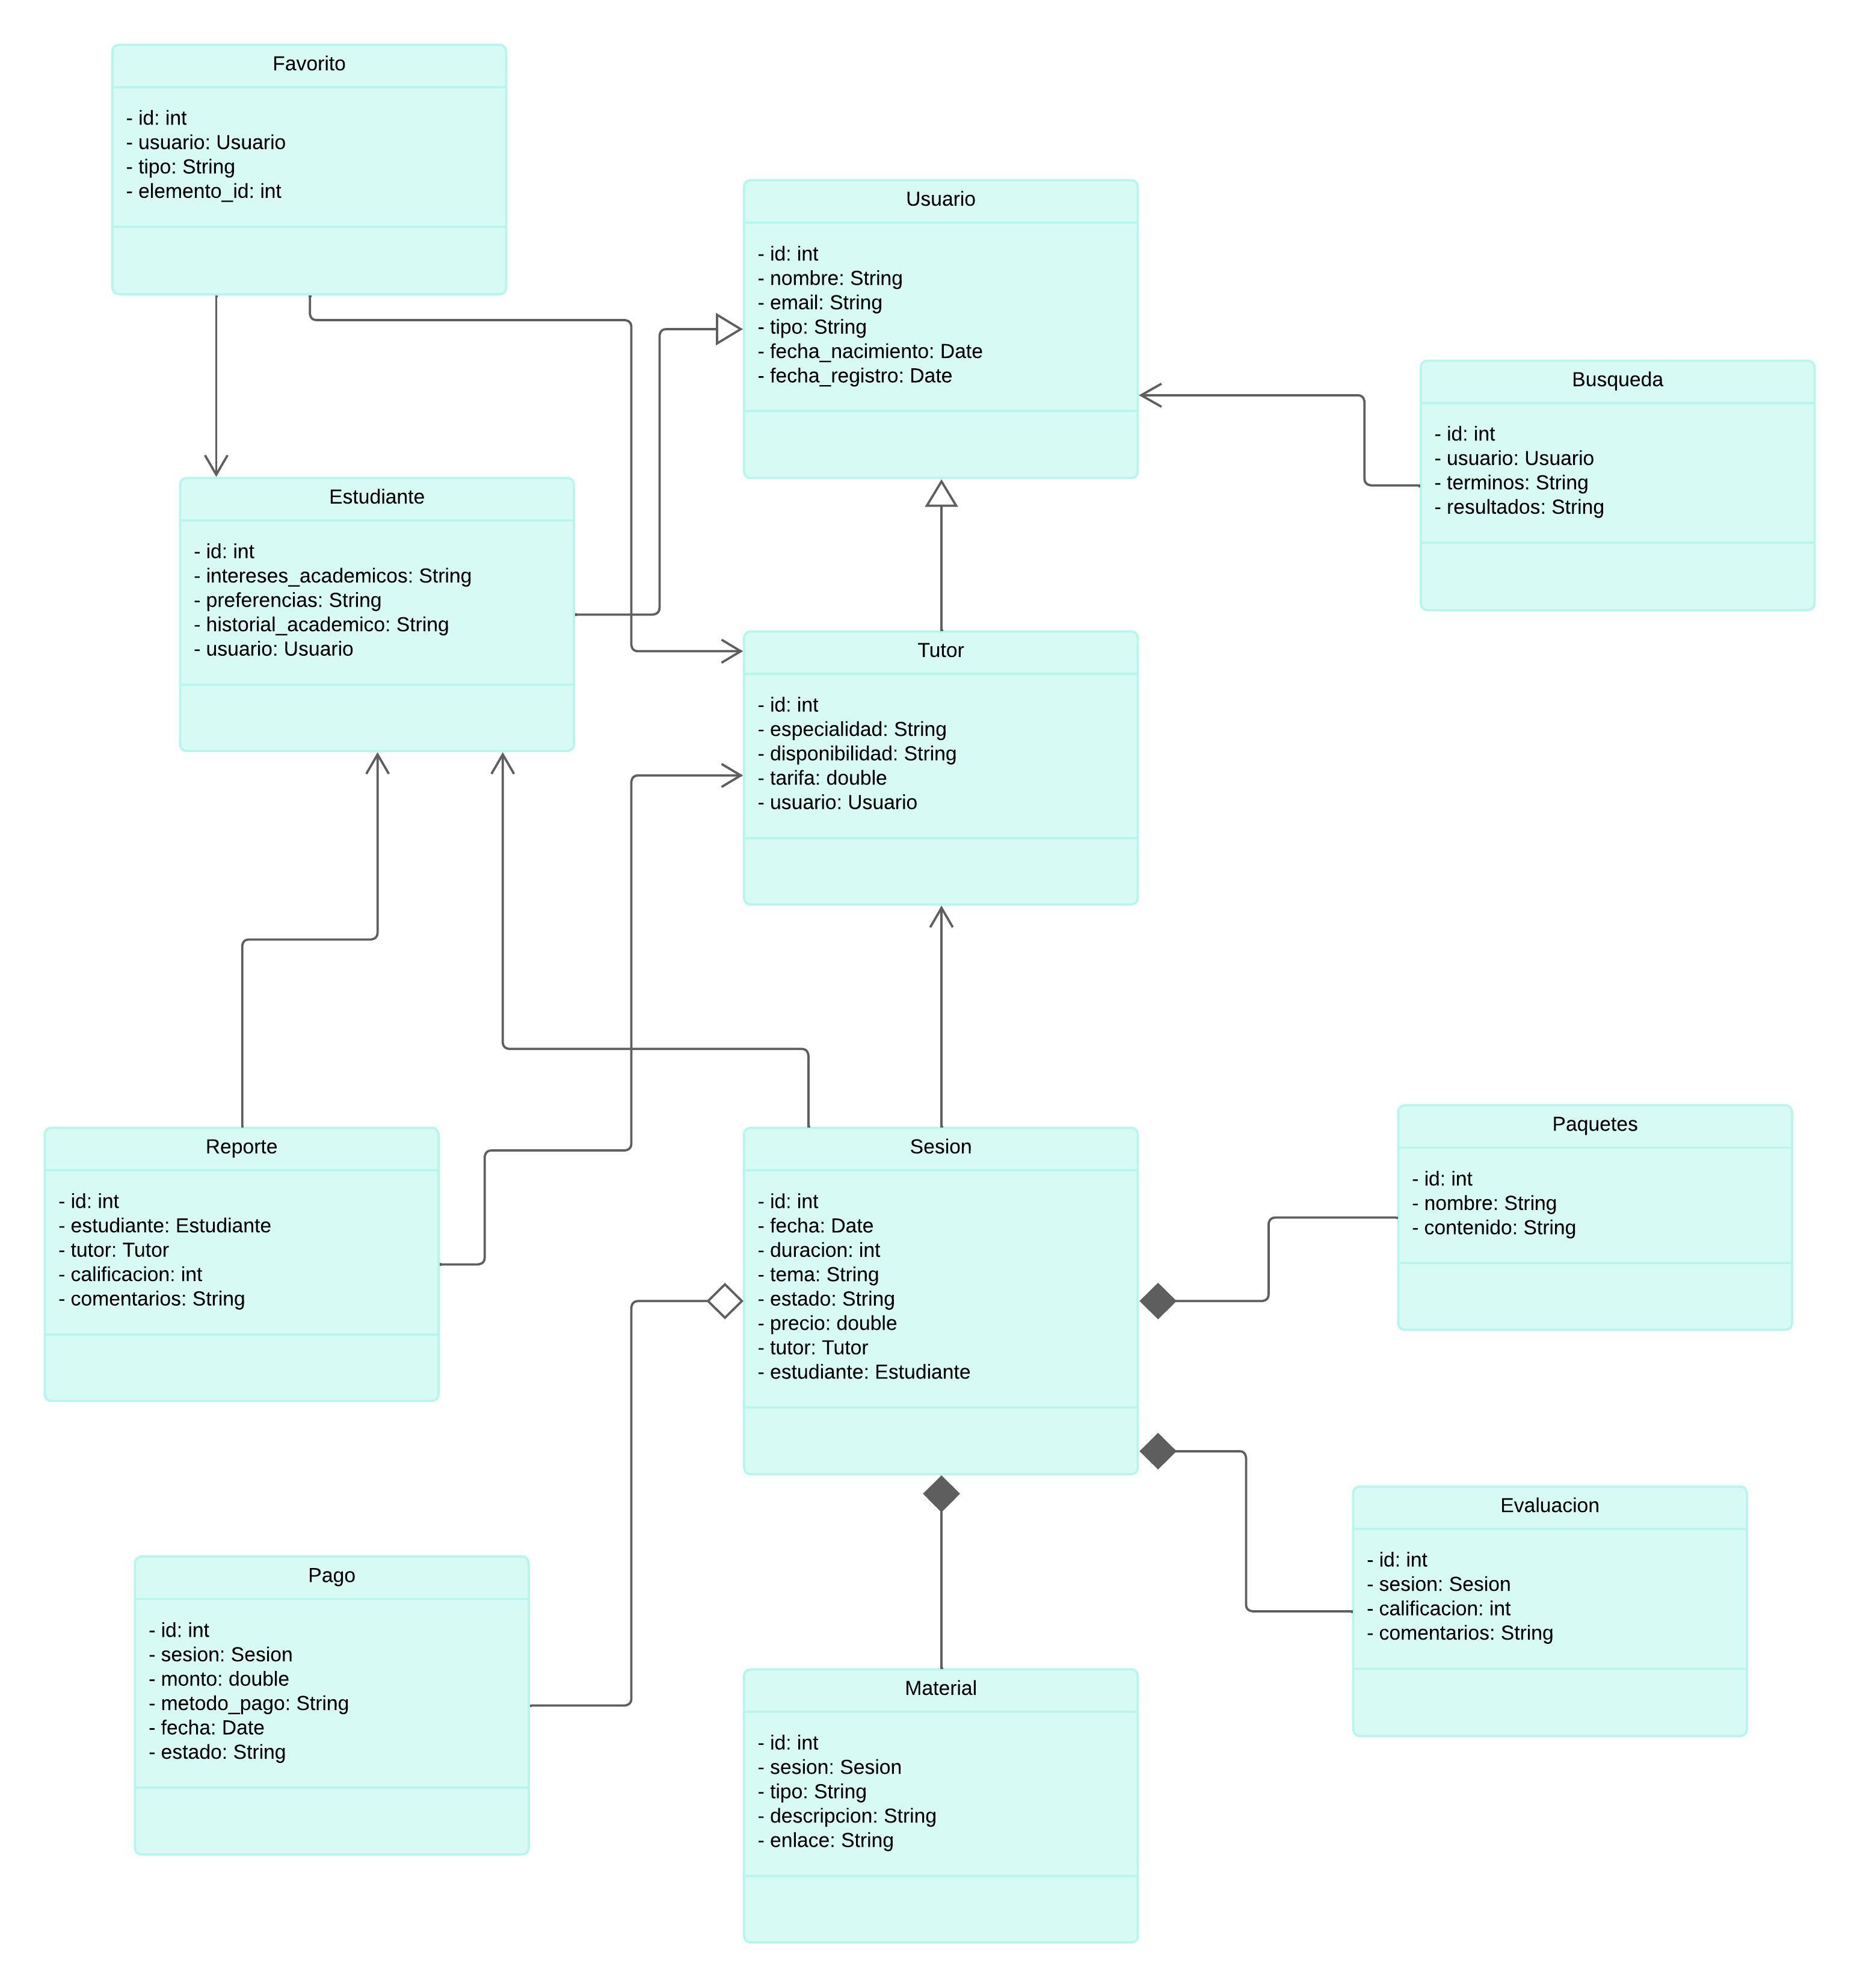 Favorito
- id: int
- usuario: Usuario
- tipo: String
- elemento_id: int
Usuario
- id: int
- nombre: String
- email: String
- tipo: String
- fecha_nacimiento: Date
- fecha_registro: Date
Busqueda
- id: int
- usuario: Usuario
- terminos: String
- resultados: String
Estudiante
- id: int
- intereses_academicos: String
- preferencias: String
- historial_academico: String
- usuario: Usuario
Tutor
- id: int
- especialidad: String
- disponibilidad: String
- tarifa: double
- usuario: Usuario
Reporte
- id: int
- estudiante: Estudiante
- tutor: Tutor
- calificacion: int
- comentarios: String
Sesion
- id: int
- fecha: Date
- duracion: int
- tema: String
- estado: String
- precio: double
- tutor: Tutor
- estudiante: Estudiante
Paquetes
- id: int
- nombre: String
- contenido: String
Evaluacion
- id: int
- sesion: Sesion
- calificacion: int
- comentarios: String
Pago
- id: int
- sesion: Sesion
- monto: double
- metodo_pago: String
- fecha: Date
- estado: String
Material
- id: int
- sesion: Sesion
- tipo: String
- descripcion: String
- enlace: String